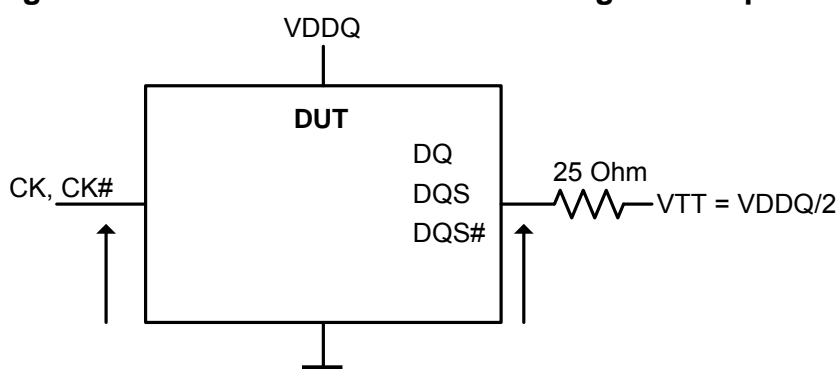 VDDQ
DUT
DQ
CK, CK#
DQS
DQS#
25 Ohm
VTT = VDDQ/2